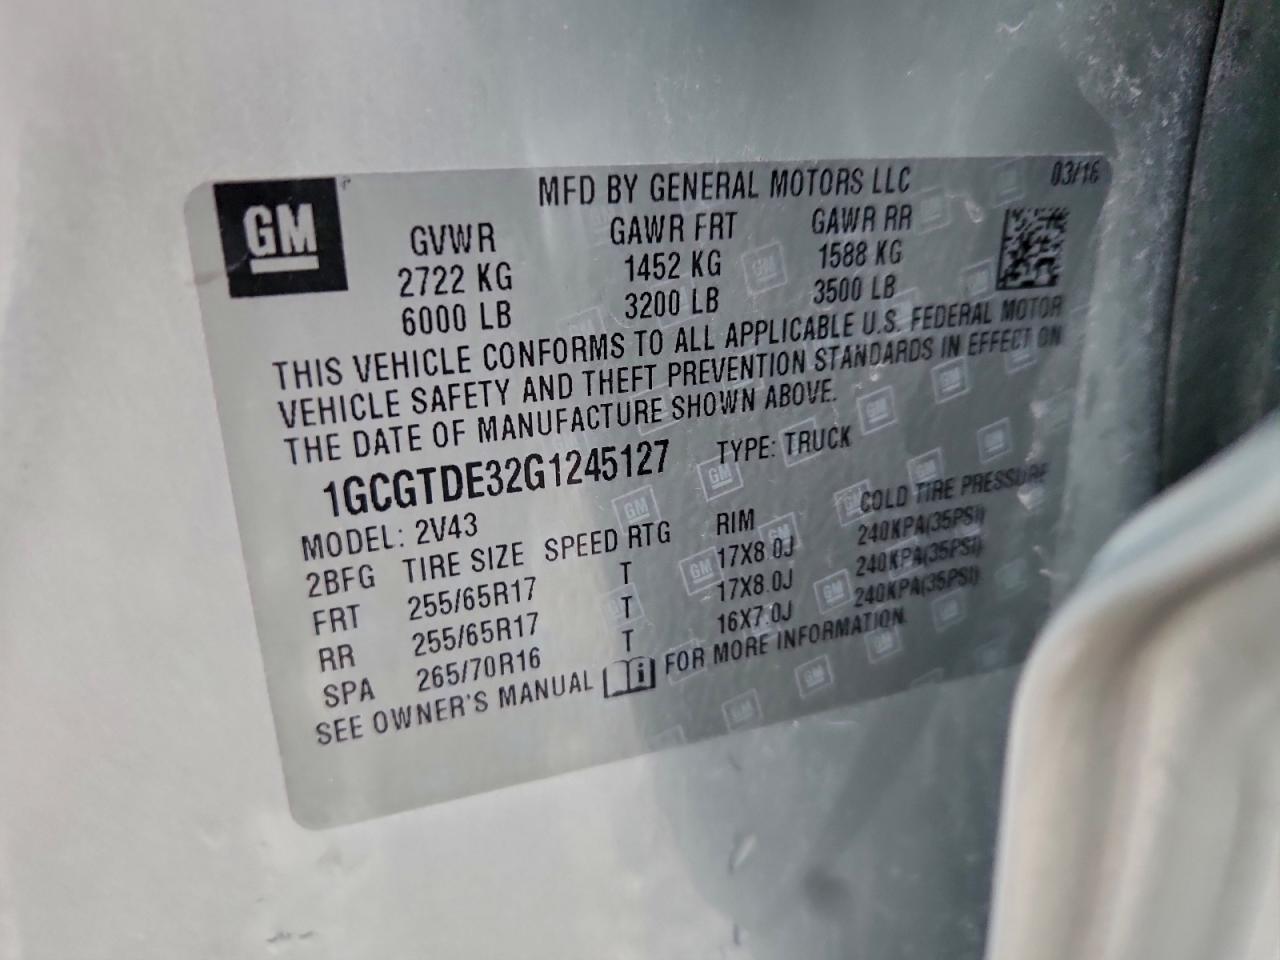 GM
MFD BY GENERAL MOTORS LLC 03/16
GVWR GAWR FRT GAWR RR
2722 KG 1452 KG 1588 KG
6000 LB 3200 LB 3500 LB
THIS VEHICLE CONFORMS TO ALL APPLICABLE U.S. FEDERAL MOTOR
VEHICLE SAFETY AND THEFT PREVENTION STANDARDS IN EFFECT ON
THE DATE OF MANUFACTURE SHOWN ABOVE.
1GCGTDE32G1245127 TYPE: TRUCK
MODEL: 2V43
2BFG TIRE SIZE SPEED RTG RIM COLD TIRE PRESSURE
FRT 255/65R17 T 17X8.0J 240KPA(35PSI)
RR 255/65R17 T 17X8.0J 240KPA(35PSI)
SPA 265/70R16 T 16X7.0J 240KPA(35PSI)
SEE OWNER'S MANUAL FOR MORE INFORMATION.